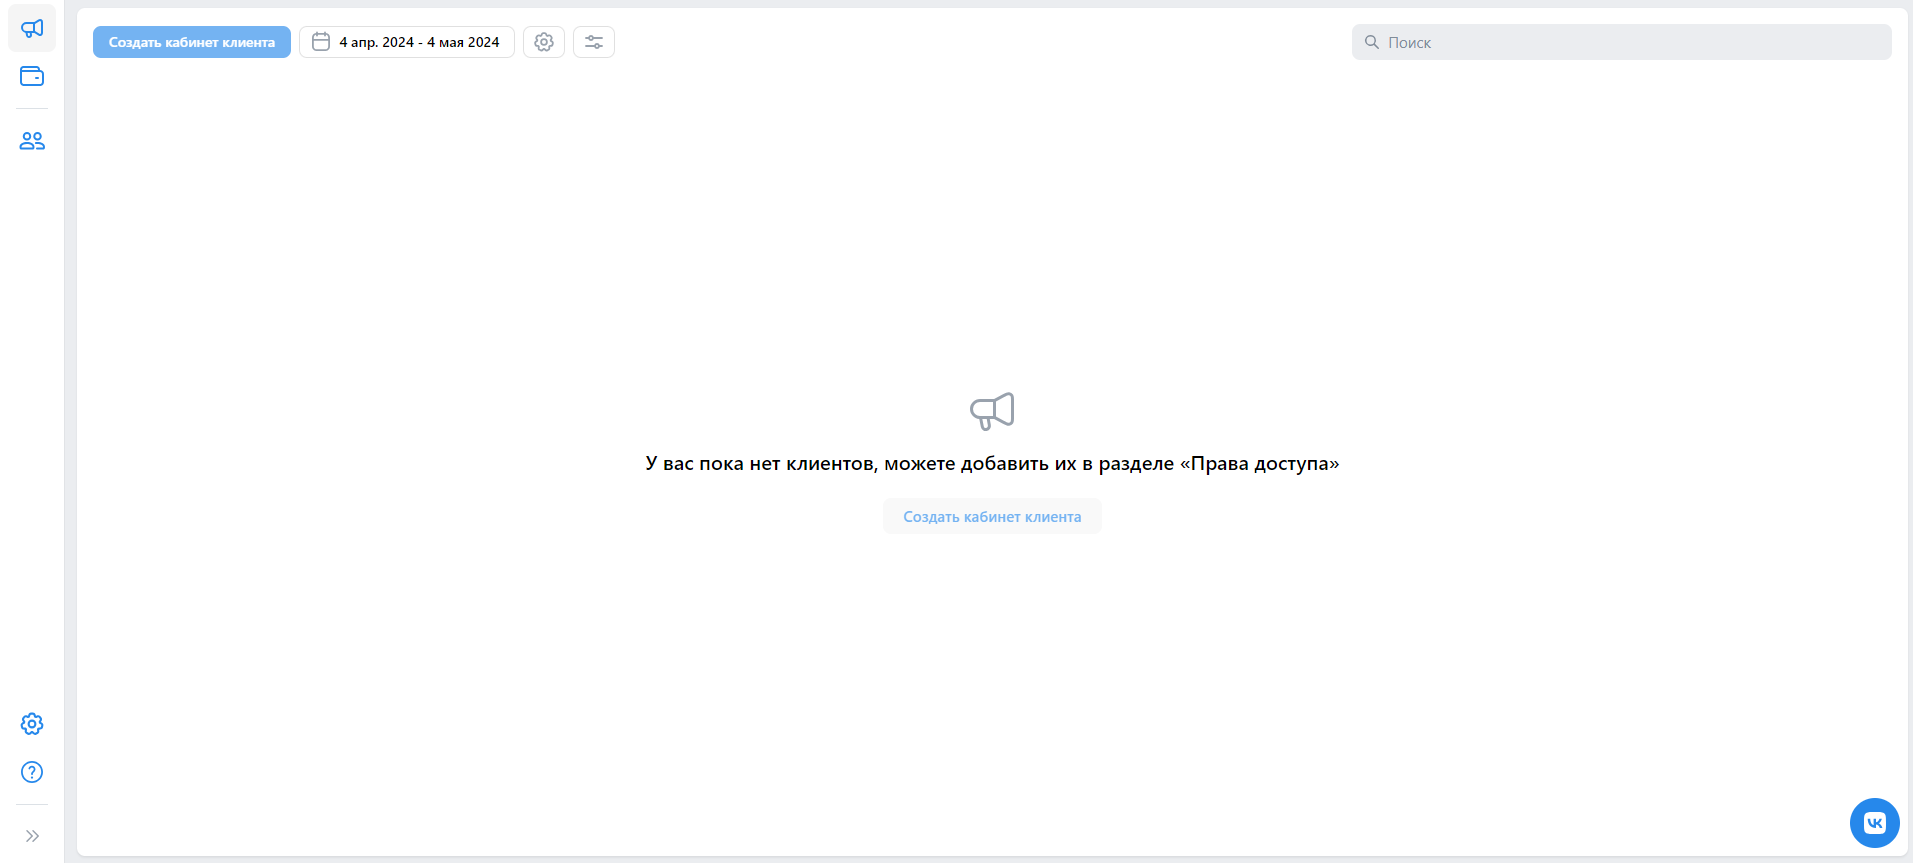 Создать кабинет клиента
4 апр. 2024 - 4 мая 2024
Поиск
У вас пока нет клиентов, можете добавить их в разделе «Права доступа»
Создать кабинет клиента